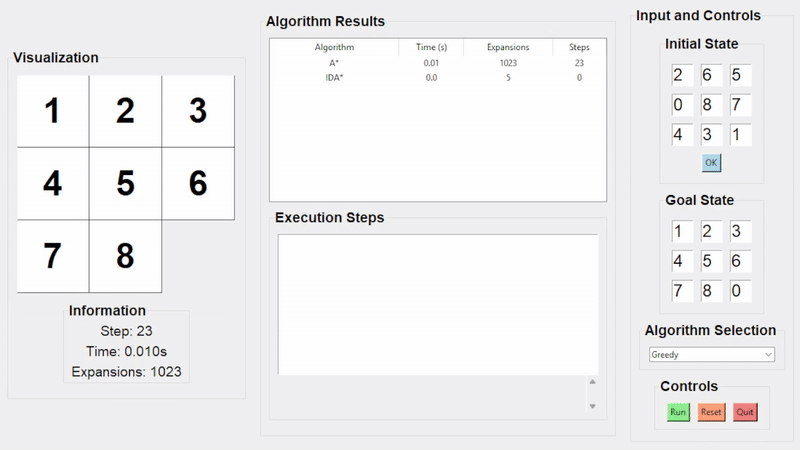 Visualization
1 2 3
4 5 6
7 8
Information
Step: 23
Time: 0.010s
Expansions: 1023
Algorithm Results
Algorithm Time (s) Expansions Steps
A* 0.01 1023 23
IDA* 0.0 5 0
Execution Steps
Input and Controls
Initial State
2 6 5
0 8 7
4 3 1
OK
Goal State
1 2 3
4 5 6
7 8 0
Algorithm Selection
Greedy
Controls
Run Reset Quit